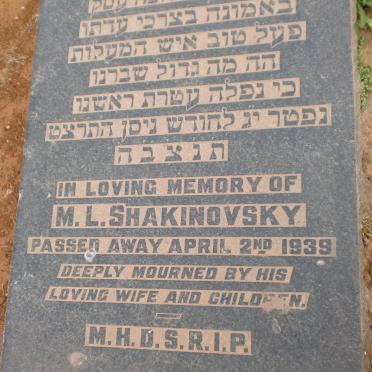 עסק
באמונה בצרכי עדתו
פעל טוב איש המעלות
הה מה גדול שברנו
כי נפלה עטרת ראשנו
נפטר יג לחודש ניסן התרצט
תנצבה
IN LOVING MEMORY OF
M. L. SHAKINOVSKY
PASSED AWAY APRIL 2ND 1939
DEEPLY MOURNED BY HIS
LOVING WIFE AND CHILDREN.
M.H.D.S.R.I.P.